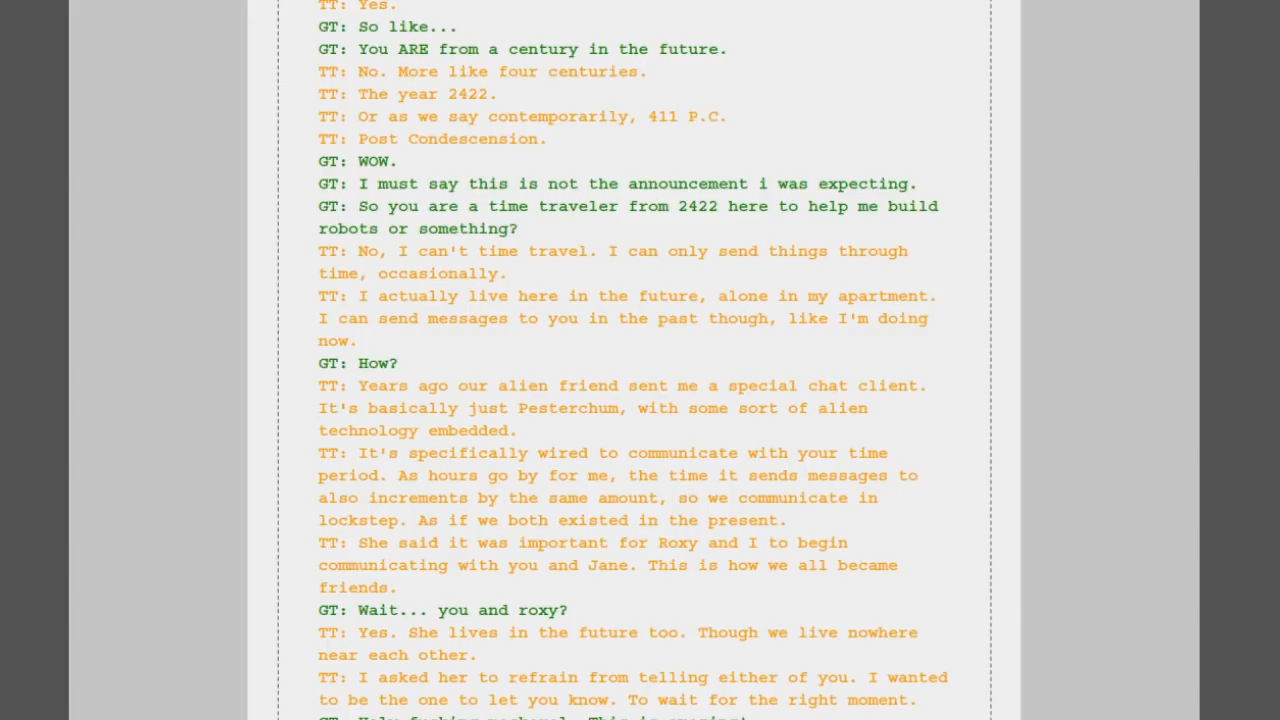 TT: Yes.
GT: So like...
GT: You ARE from a century in the future.
TT: No. More like four centuries.
TT: The year 2422.
TT: Or as we say contemporarily, 411 P.C.
TT: Post Condescension.
GT: WOW.
GT: I must say this is not the announcement i was expecting.
GT: So you are a time traveler from 2422 here to help me build
robots or something?
TT: No, I can't time travel. I can only send things through
time, occasionally.
TT: I actually live here in the future, alone in my apartment.
I can send messages to you in the past though, like I'm doing
now.
GT: How?
TT: Years ago our alien friend sent me a special chat client.
It's basically just Pesterchum, with some sort of alien
technology embedded.
TT: It's specifically wired to communicate with your time
period. As hours go by for me, the time it sends messages to
also increments by the same amount, so we communicate in
lockstep. As if we both existed in the present.
TT: She said it was important for Roxy and I to begin
communicating with you and Jane. This is how we all became
friends.
GT: Wait... you and roxy?
TT: Yes. She lives in the future too. Though we live nowhere
near each other.
TT: I asked her to refrain from telling either of you. I wanted
to be the one to let you know. To wait for the right moment.